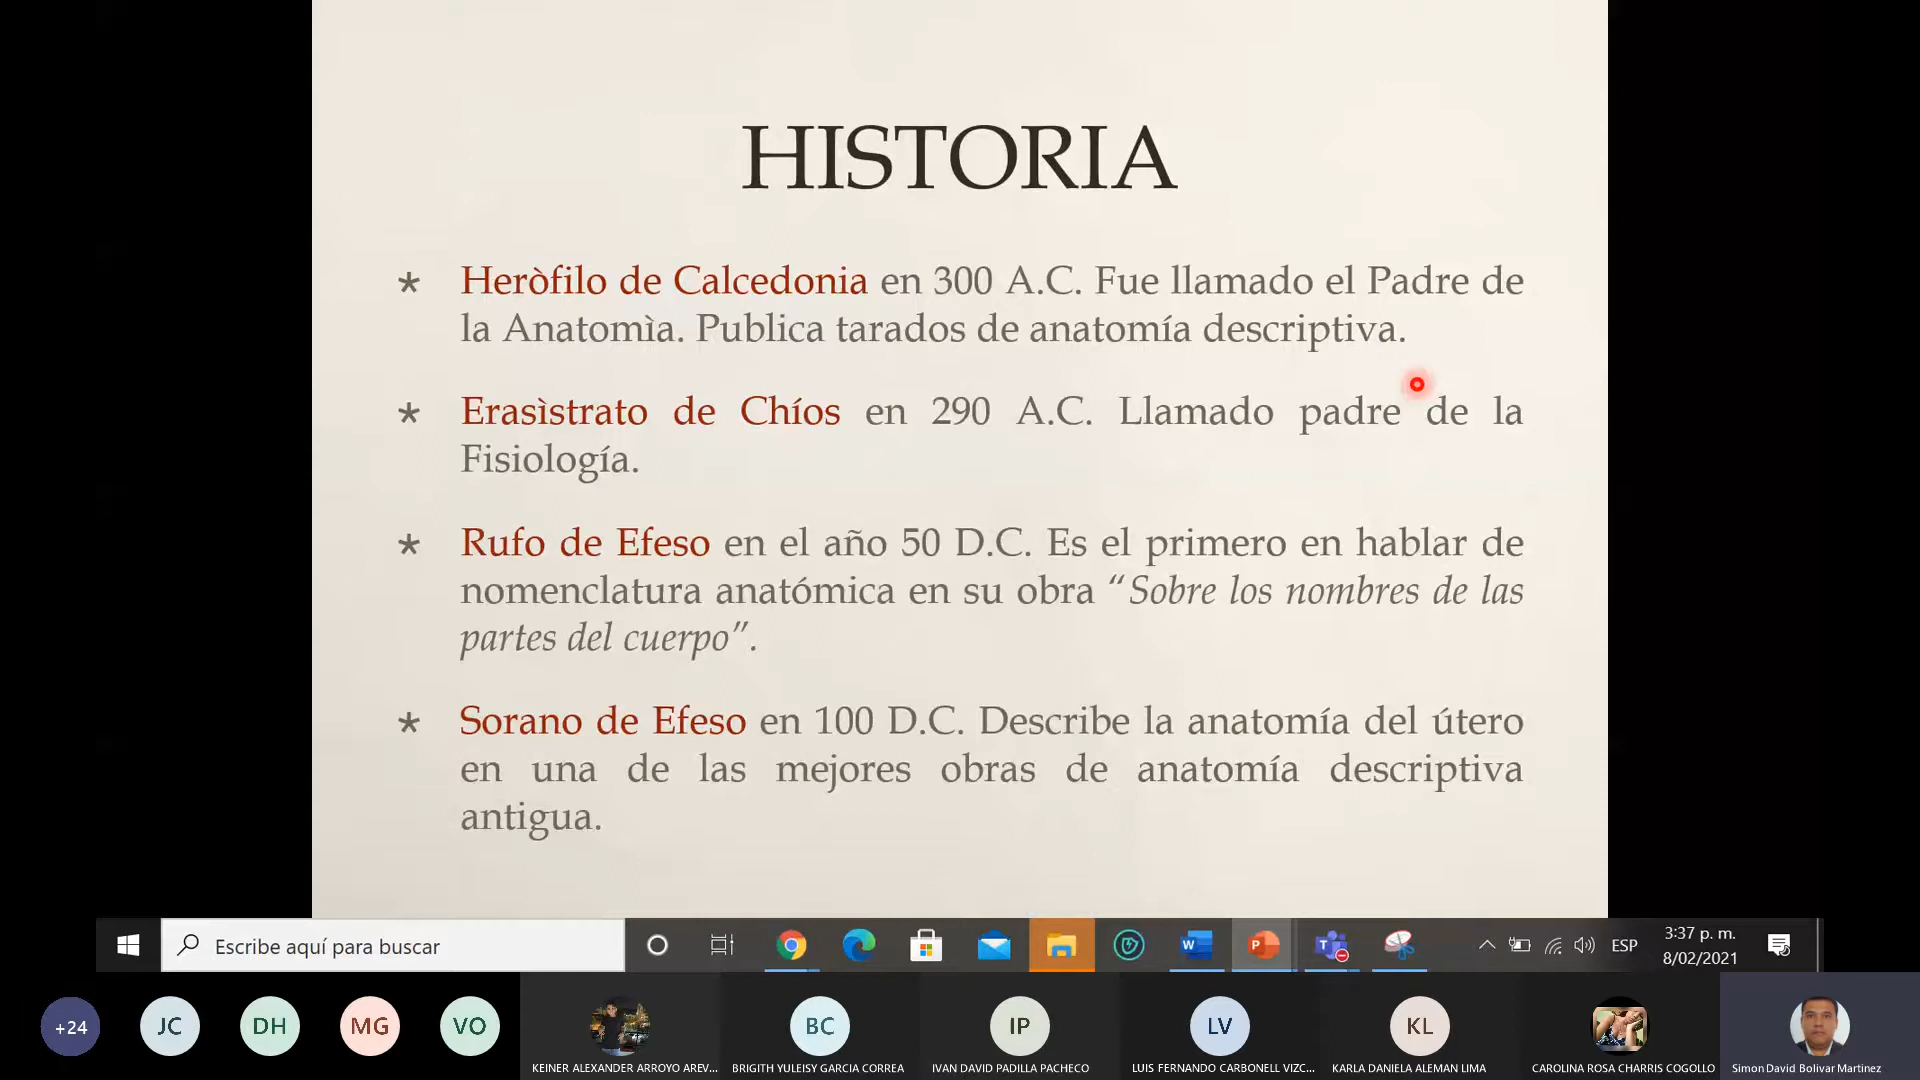 HISTORIA
* Heròfilo de Calcedonia en 300 A.C. Fue llamado el Padre de
la Anatomìa. Publica tarados de anatomía descriptiva.
* Erasìstrato de Chíos en 290 A.C. Llamado padre de la
Fisiología.
* Rufo de Efeso en el año 50 D.C. Es el primero en hablar de
nomenclatura anatómica en su obra “Sobre los nombres de las
partes del cuerpo”.
* Sorano de Efeso en 100 D.C. Describe la anatomía del útero
en una de las mejores obras de anatomía descriptiva
antigua.
Escribe aquí para buscar
ESP
3:37 p. m.
8/02/2021
+24
JC
DH
MG
VO
BC
IP
LV
KL
KEINER ALEXANDER ARROYO AREV...
BRIGITH YULEISY GARCIA CORREA
IVAN DAVID PADILLA PACHECO
LUIS FERNANDO CARBONELL VIZC...
KARLA DANIELA ALEMAN LIMA
CAROLINA ROSA CHARRIS COGOLLO
Simon David Bolivar Martinez